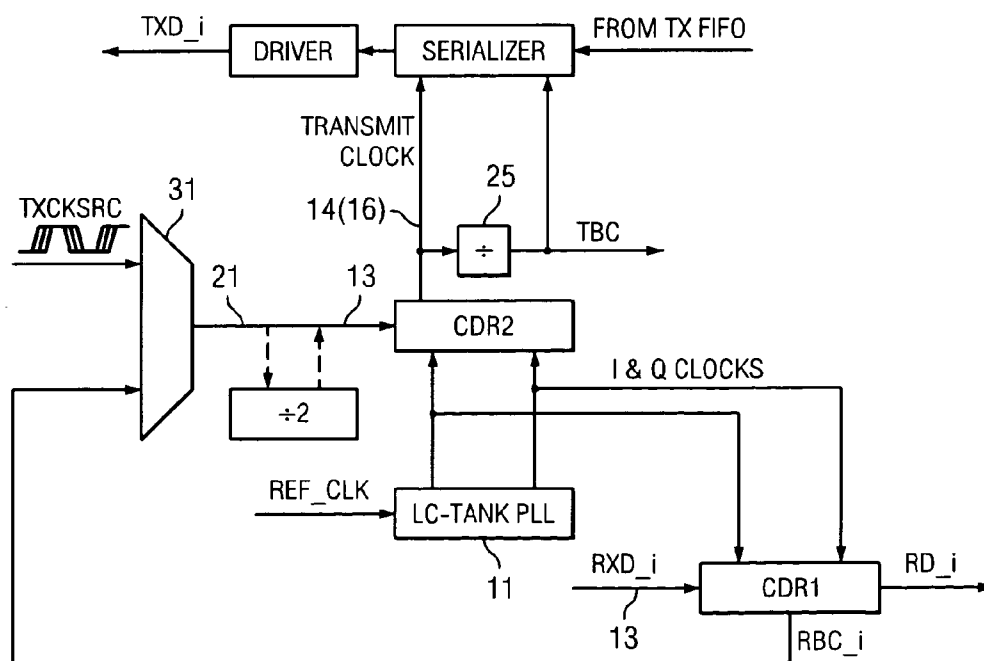 TXD_i
DRIVER
SERIALIZER
FROM TX FIFO
TRANSMIT
CLOCK
25
31
14(16)
÷
TBC
TXCKSRC
21
13
CDR2
I & Q CLOCKS
÷2
REF_CLK
LC-TANK PLL
11
RXD_i
13
CDR1
RD_i
RBC_i